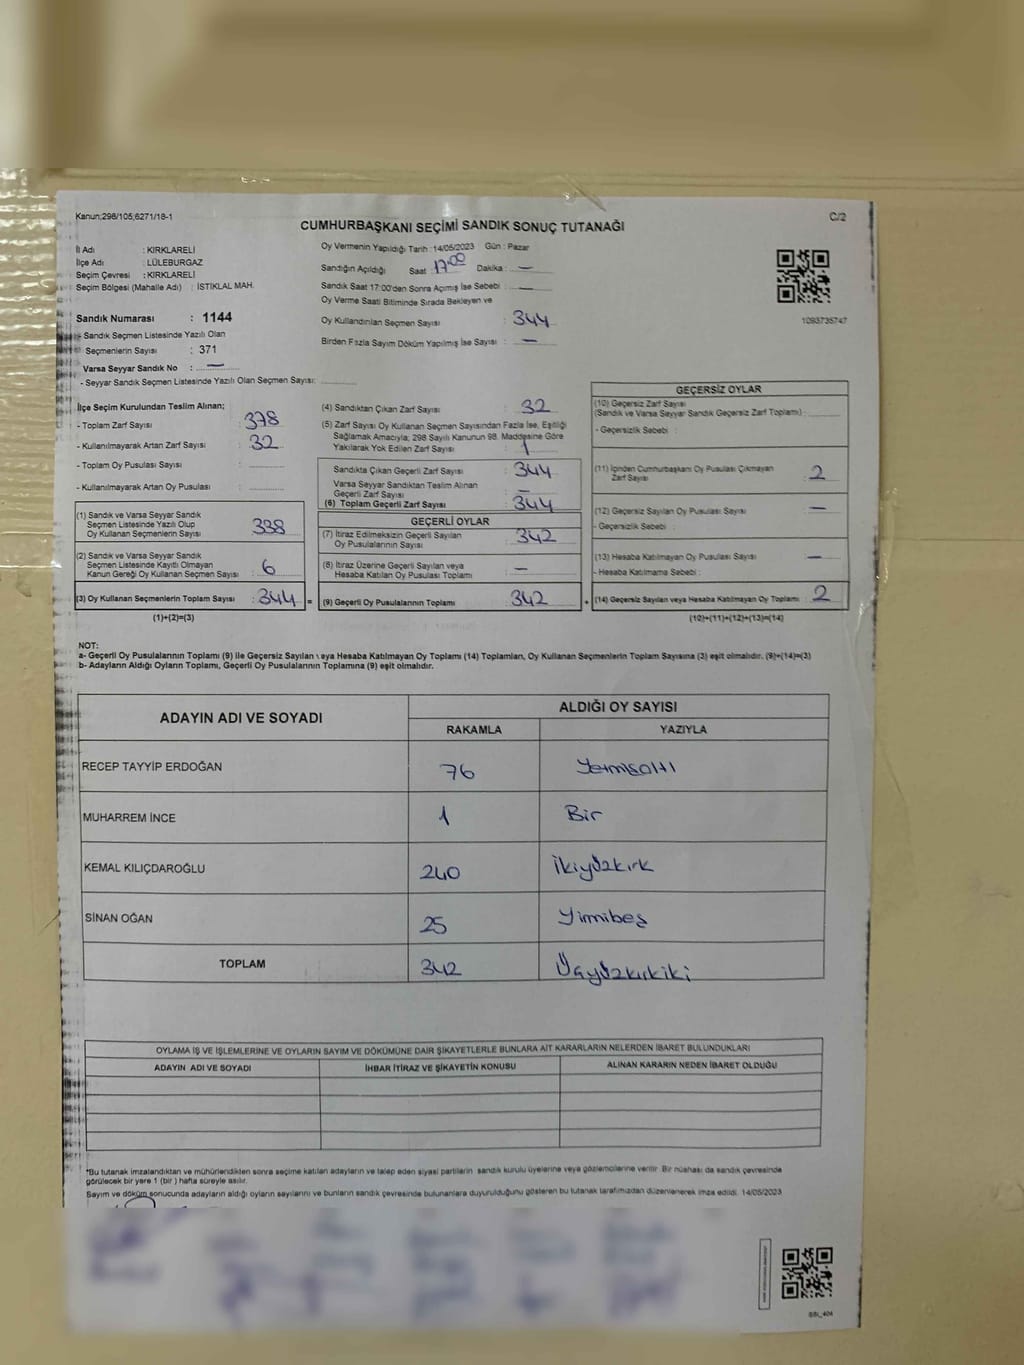 Kanun;298/105;6271/18-1
C/2
CUMHURBAŞKANI SEÇİMİ SANDIK SONUÇ TUTANAĞI
İl Adı : KIRKLARELİ
İlçe Adı : LÜLEBURGAZ
Seçim Çevresi : KIRKLARELİ
Seçim Bölgesi (Mahalle Adı) : İSTİKLAL MAH.
Sandık Numarası : 1144
- Sandık Seçmen Listesinde Yazılı Olan
Seçmenlerin Sayısı : 371
Varsa Seyyar Sandık No : —
- Seyyar Sandık Seçmen Listesinde Yazılı Olan Seçmen Sayısı:
Oy Vermenin Yapıldığı Tarih :14/05/2023 Gün : Pazar
Sandığın Açıldığı Saat : 17.00 Dakika : —
Sandık Saat 17:00'den Sonra Açımış İse Sebebi : —
Oy Verme Saati Bitiminde Sırada Bekleyen ve
Oy Kullandırılan Seçmen Sayısı : 344
Birden Fazla Sayım Döküm Yapılmış İse Sayısı : —
1093735747
İlçe Seçim Kurulundan Teslim Alınan;
- Toplam Zarf Sayısı : 378
- Kullanılmayarak Artan Zarf Sayısı : 32
- Toplam Oy Pusulası Sayısı :
- Kullanılmayarak Artan Oy Pusulası :
(1) Sandık ve Varsa Seyyar Sandık
Seçmen Listesinde Yazılı Olup
Oy Kullanan Seçmenlerin Sayısı : 338
(2) Sandık ve Varsa Seyyar Sandık
Seçmen Listesinde Kayıtlı Olmayan
Kanun Gereği Oy Kullanan Seçmen Sayısı : 6
(3) Oy Kullanan Seçmenlerin Toplam Sayısı : 344 =
(1)+(2)=(3)
(4) Sandıktan Çıkan Zarf Sayısı : 32
(5) Zarf Sayısı Oy Kullanan Seçmen Sayısından Fazla İse, Eşitliği
Sağlamak Amacıyla; 298 Sayılı Kanunun 98. Maddesine Göre
Yakılarak Yok Edilen Zarf Sayısı : 1
Sandıkta Çıkan Geçerli Zarf Sayısı : 344
Varsa Seyyar Sandıktan Teslim Alınan
Geçerli Zarf Sayısı : —
(6) Toplam Geçerli Zarf Sayısı : 344
GEÇERLİ OYLAR
(7) İtiraz Edilmeksizin Geçerli Sayılan
Oy Pusulalarının Sayısı : 342
(8) İtiraz Üzerine Geçerli Sayılan veya
Hesaba Katılan Oy Pusulası Toplamı : —
(9) Geçerli Oy Pusulalarının Toplamı : 342 +
GEÇERSİZ OYLAR
(10) Geçersiz Zarf Sayısı
(Sandık ve Varsa Seyyar Sandık Geçersiz Zarf Toplamı) :
- Geçersizlik Sebebi :
(11) İçinden Cumhurbaşkanı Oy Pusulası Çıkmayan
Zarf Sayısı : 2
(12) Geçersiz Sayılan Oy Pusulası Sayısı : —
- Geçersizlik Sebebi :
(13) Hesaba Katılmayan Oy Pusulası Sayısı : —
- Hesaba Katılmama Sebebi :
(14) Geçersiz Sayılan veya Hesaba Katılmayan Oy Toplamı : 2
(10)+(11)+(12)+(13)=(14)
NOT:
a- Geçerli Oy Pusulalarının Toplamı (9) ile Geçersiz Sayılan veya Hesaba Katılmayan Oy Toplamı (14) Toplamları, Oy Kullanan Seçmenlerin Toplam Sayısına (3) eşit olmalıdır. (9)+(14)=(3)
b- Adayların Aldığı Oyların Toplamı, Geçerli Oy Pusulalarının Toplamına (9) eşit olmalıdır.
ADAYIN ADI VE SOYADI
ALDIĞI OY SAYISI
RAKAMLA YAZIYLA
RECEP TAYYİP ERDOĞAN 76 Yetmişaltı
MUHARREM İNCE 1 Bir
KEMAL KILIÇDAROĞLU 240 İkiyüzkırk
SİNAN OĞAN 25 Yirmibeş
TOPLAM 342 Üçyüzkırkiki
OYLAMA İŞ VE İŞLEMLERİNE VE OYLARIN SAYIM VE DÖKÜMÜNE DAİR ŞİKAYETLERLE BUNLARA AİT KARARLARIN NELERDEN İBARET BULUNDUKLARI
ADAYIN ADI VE SOYADI İHBAR İTİRAZ VE ŞİKAYETİN KONUSU ALINAN KARARIN NEDEN İBARET OLDUĞU
*Bu tutanak imzalandıktan ve mühürlendikten sonra seçime katılan adayların ve talep eden siyasi partilerin sandık kurulu üyelerine veya gözlemcilerine verilir. Bir nüshası da sandık çevresinde
görülecek bir yere 1 (bir ) hafta süreyle asılır.
Sayım ve döküm sonucunda adayların aldığı oyların sayılarını ve bunların sandık çevresinde bulunanlara duyurulduğunu gösteren bu tutanak tarafımızdan düzenlenerek imza edildi. 14/05/2023
SBİ_404